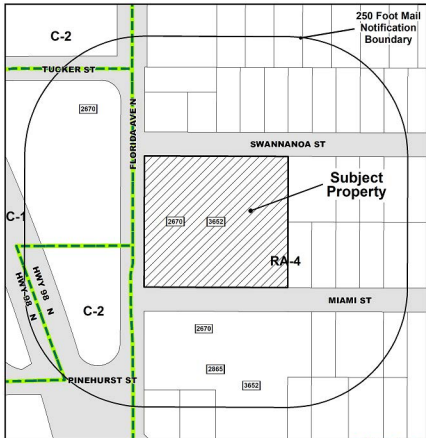 C-2
250 Foot Mail
Notification
Boundary
TUCKER ST
2670
FLORIDA AVE N
SWANNANOA ST
Subject
Property
C-1
2670
3652
RA-4
HWY 98 N
HWY 98 N
C-2
MIAMI ST
2670
2865
3652
PINEHURST ST